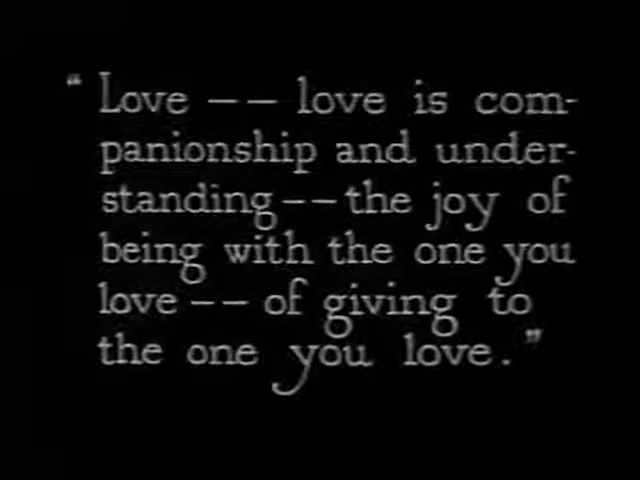 “ Love -- love is com-
panionship and under-
standing -- the joy of
being with the one you
love -- of giving to
the one you love. ”